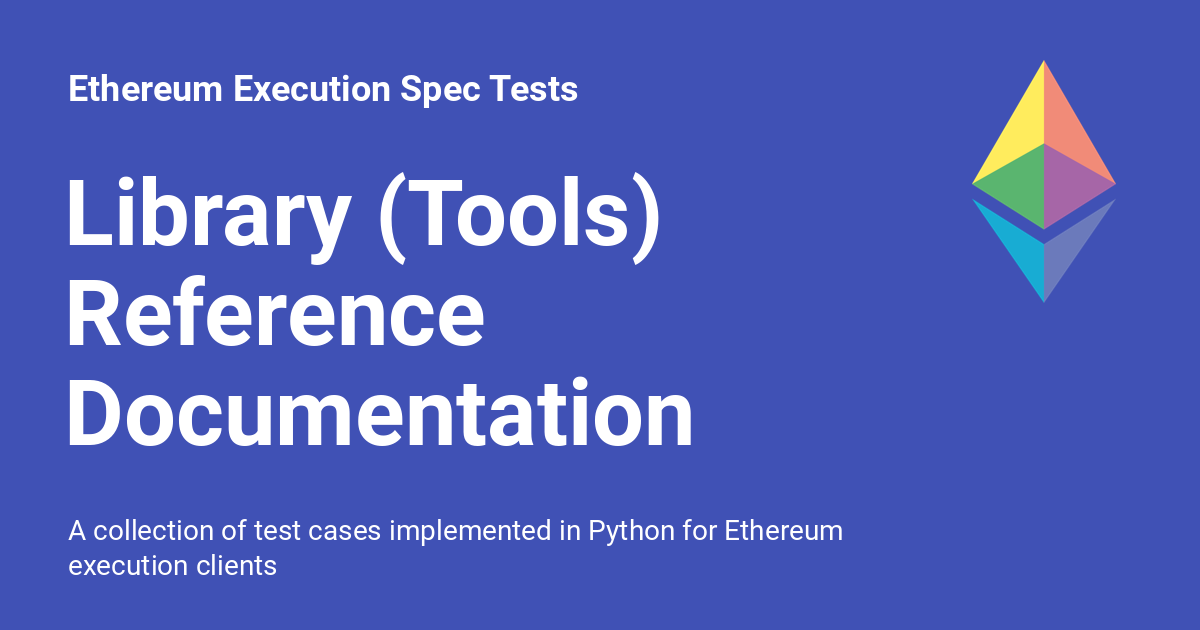 Ethereum Execution Spec Tests
Library (Tools)
Reference
Documentation
A collection of test cases implemented in Python for Ethereum
execution clients